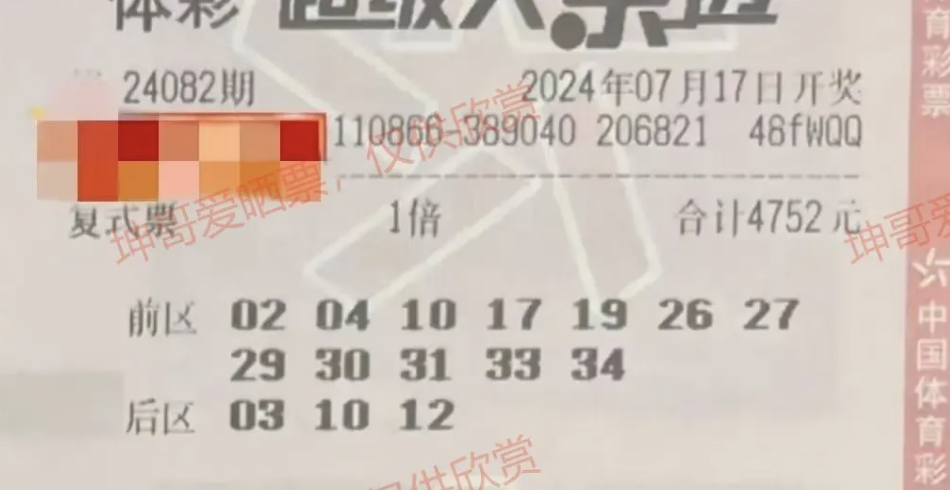 体彩 超级大乐透
24082期 2024年07月17日开奖
110866-389040 206821 48fWQQ
复式票 1倍 合计4752元
前区 02 04 10 17 19 26 27
29 30 31 33 34
后区 03 10 12
坤哥爱晒票，仅供欣赏
坤哥爱
仅供欣赏
育彩票
中国体育彩